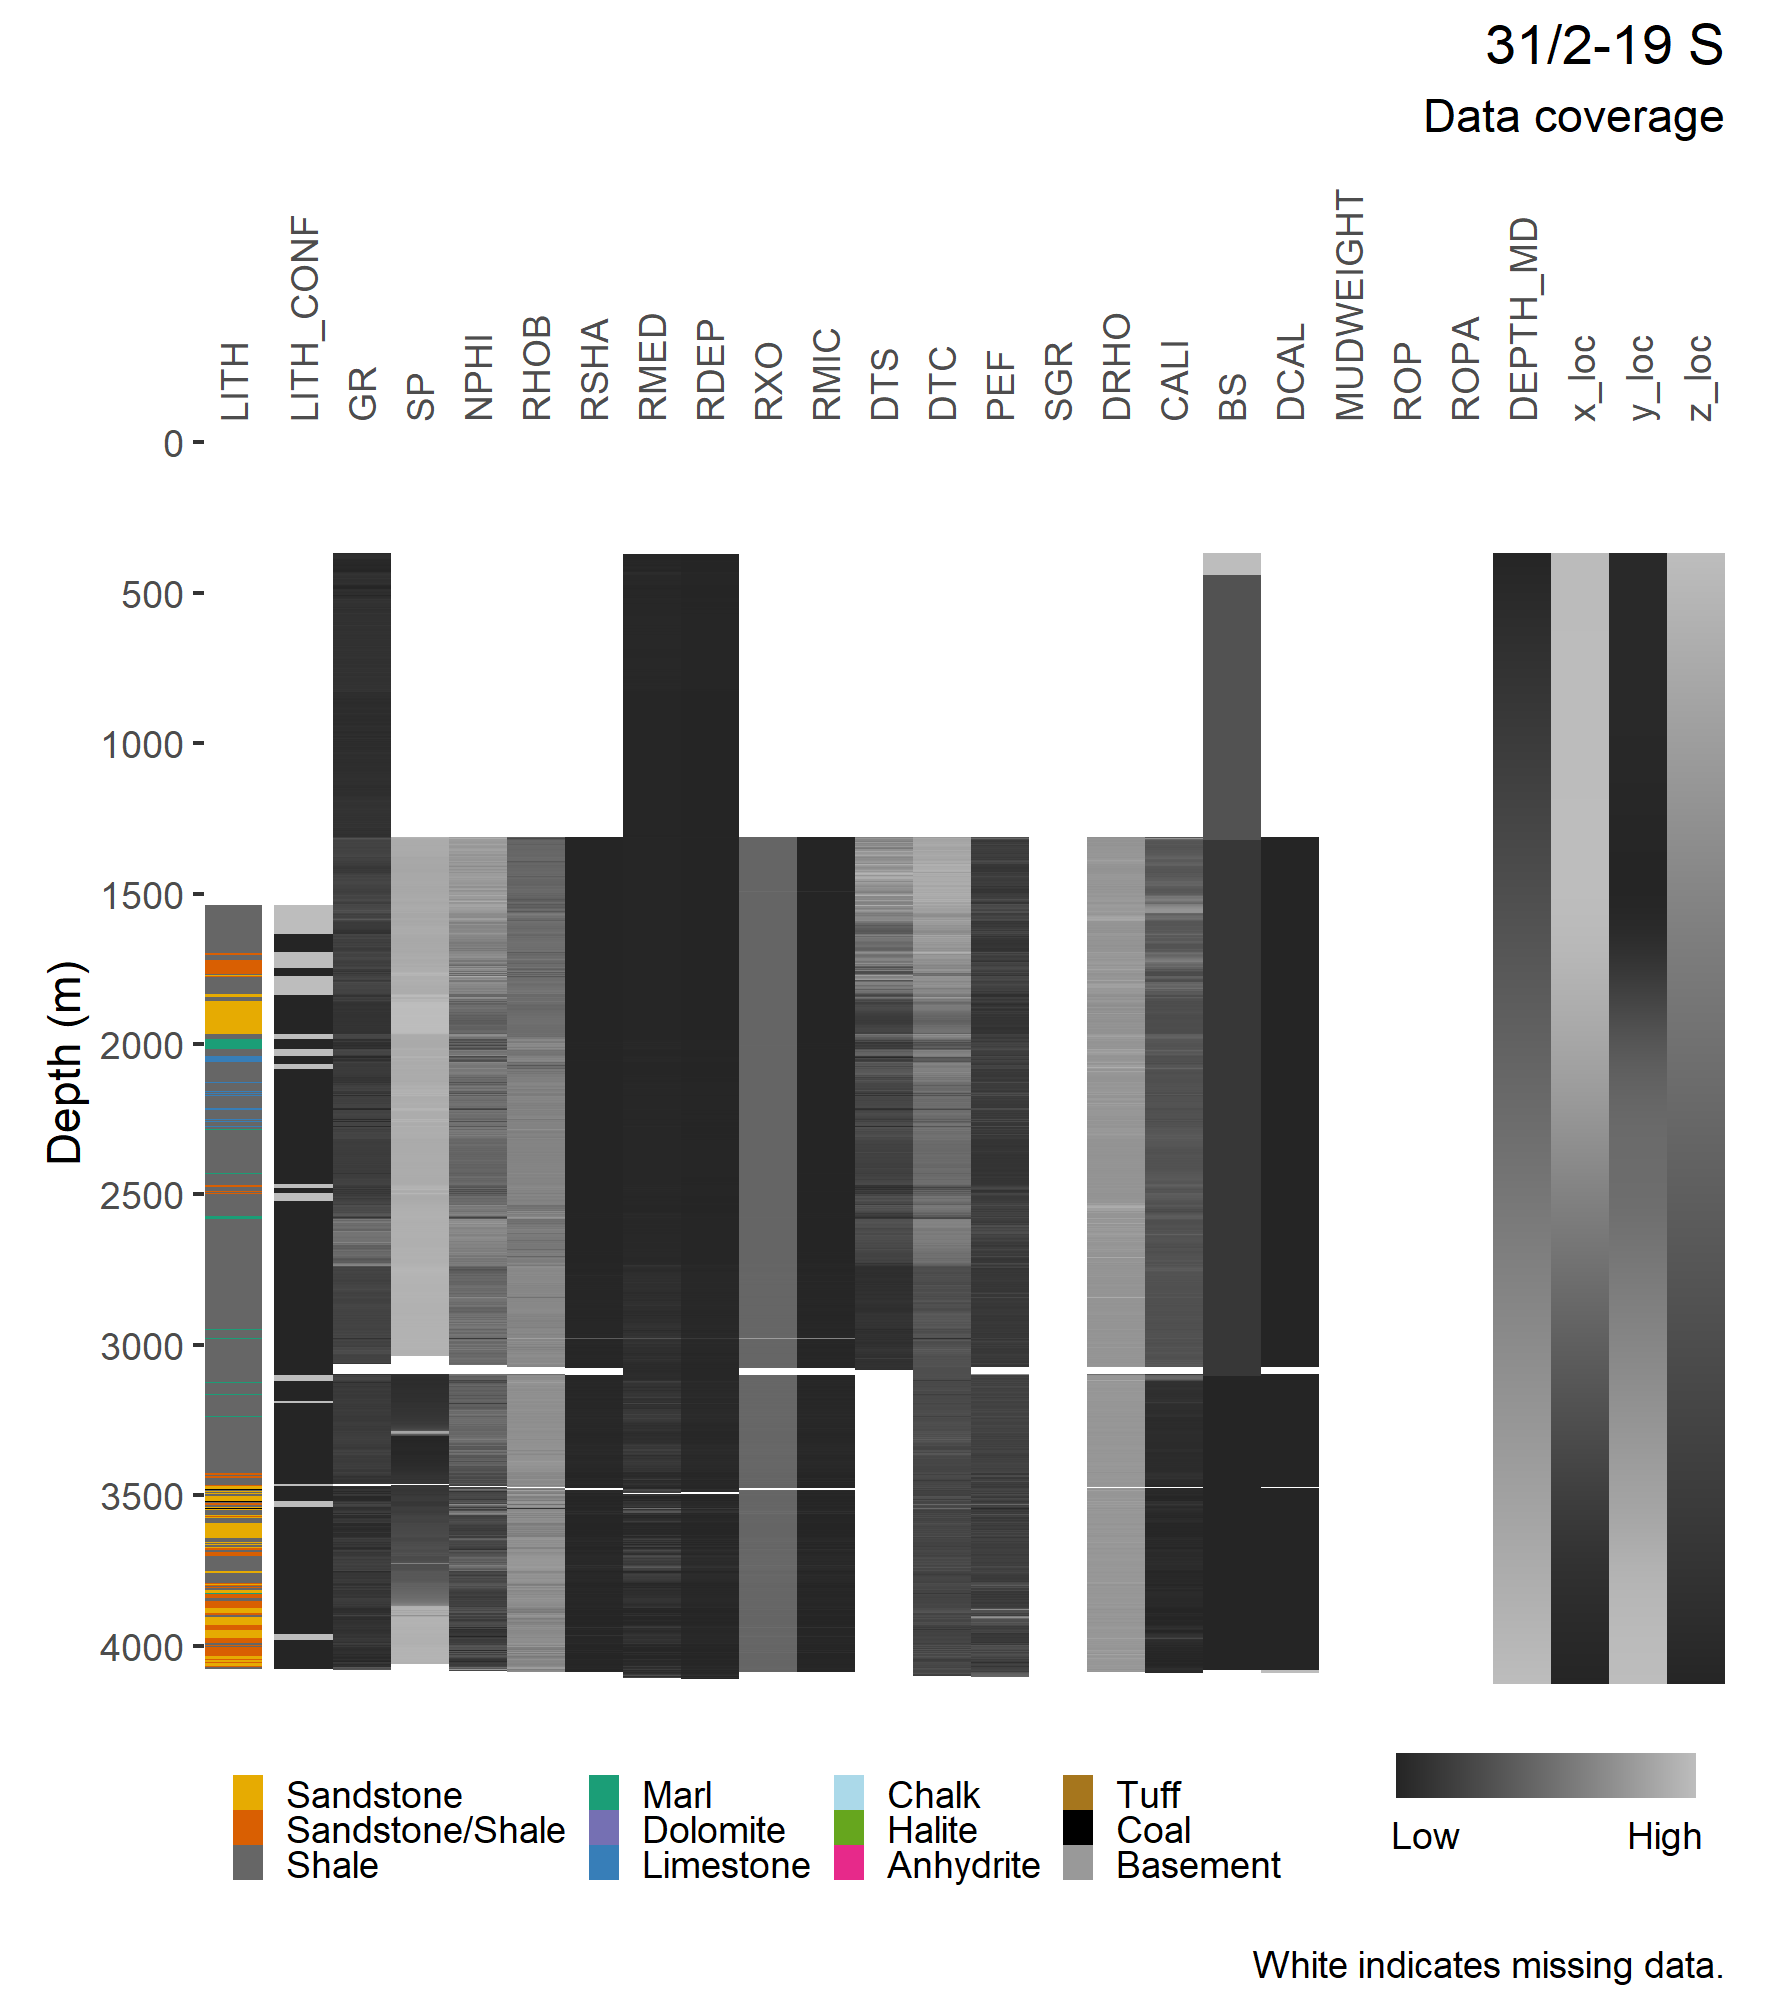 31/2-19 S
Data coverage
LITH
LITH_CONF
GR
SP
NPHI
RHOB
RSHA
RMED
RDEP
RXO
RMIC
DTS
DTC
PEF
SGR
DRHO
CALI
BS
DCAL
MUDWEIGHT
ROP
ROPA
DEPTH_MD
x_loc
y_loc
z_loc
Depth (m)
0
500
1000
1500
2000
2500
3000
3500
4000
Sandstone
Sandstone/Shale
Shale
Marl
Dolomite
Limestone
Chalk
Halite
Anhydrite
Tuff
Coal
Basement
Low High
White indicates missing data.